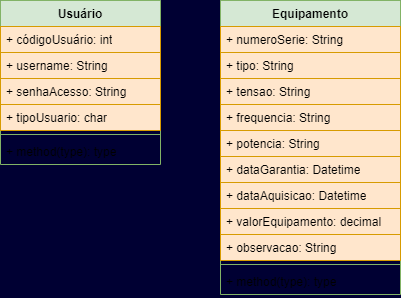 Usuário
+ códigoUsuário: int
+ username: String
+ senhaAcesso: String
+ tipoUsuario: char
Equipamento
+ numeroSerie: String
+ tipo: String
+ tensao: String
+ frequencia: String
+ potencia: String
+ dataGarantia: Datetime
+ dataAquisicao: Datetime
+ valorEquipamento: decimal
+ observacao: String